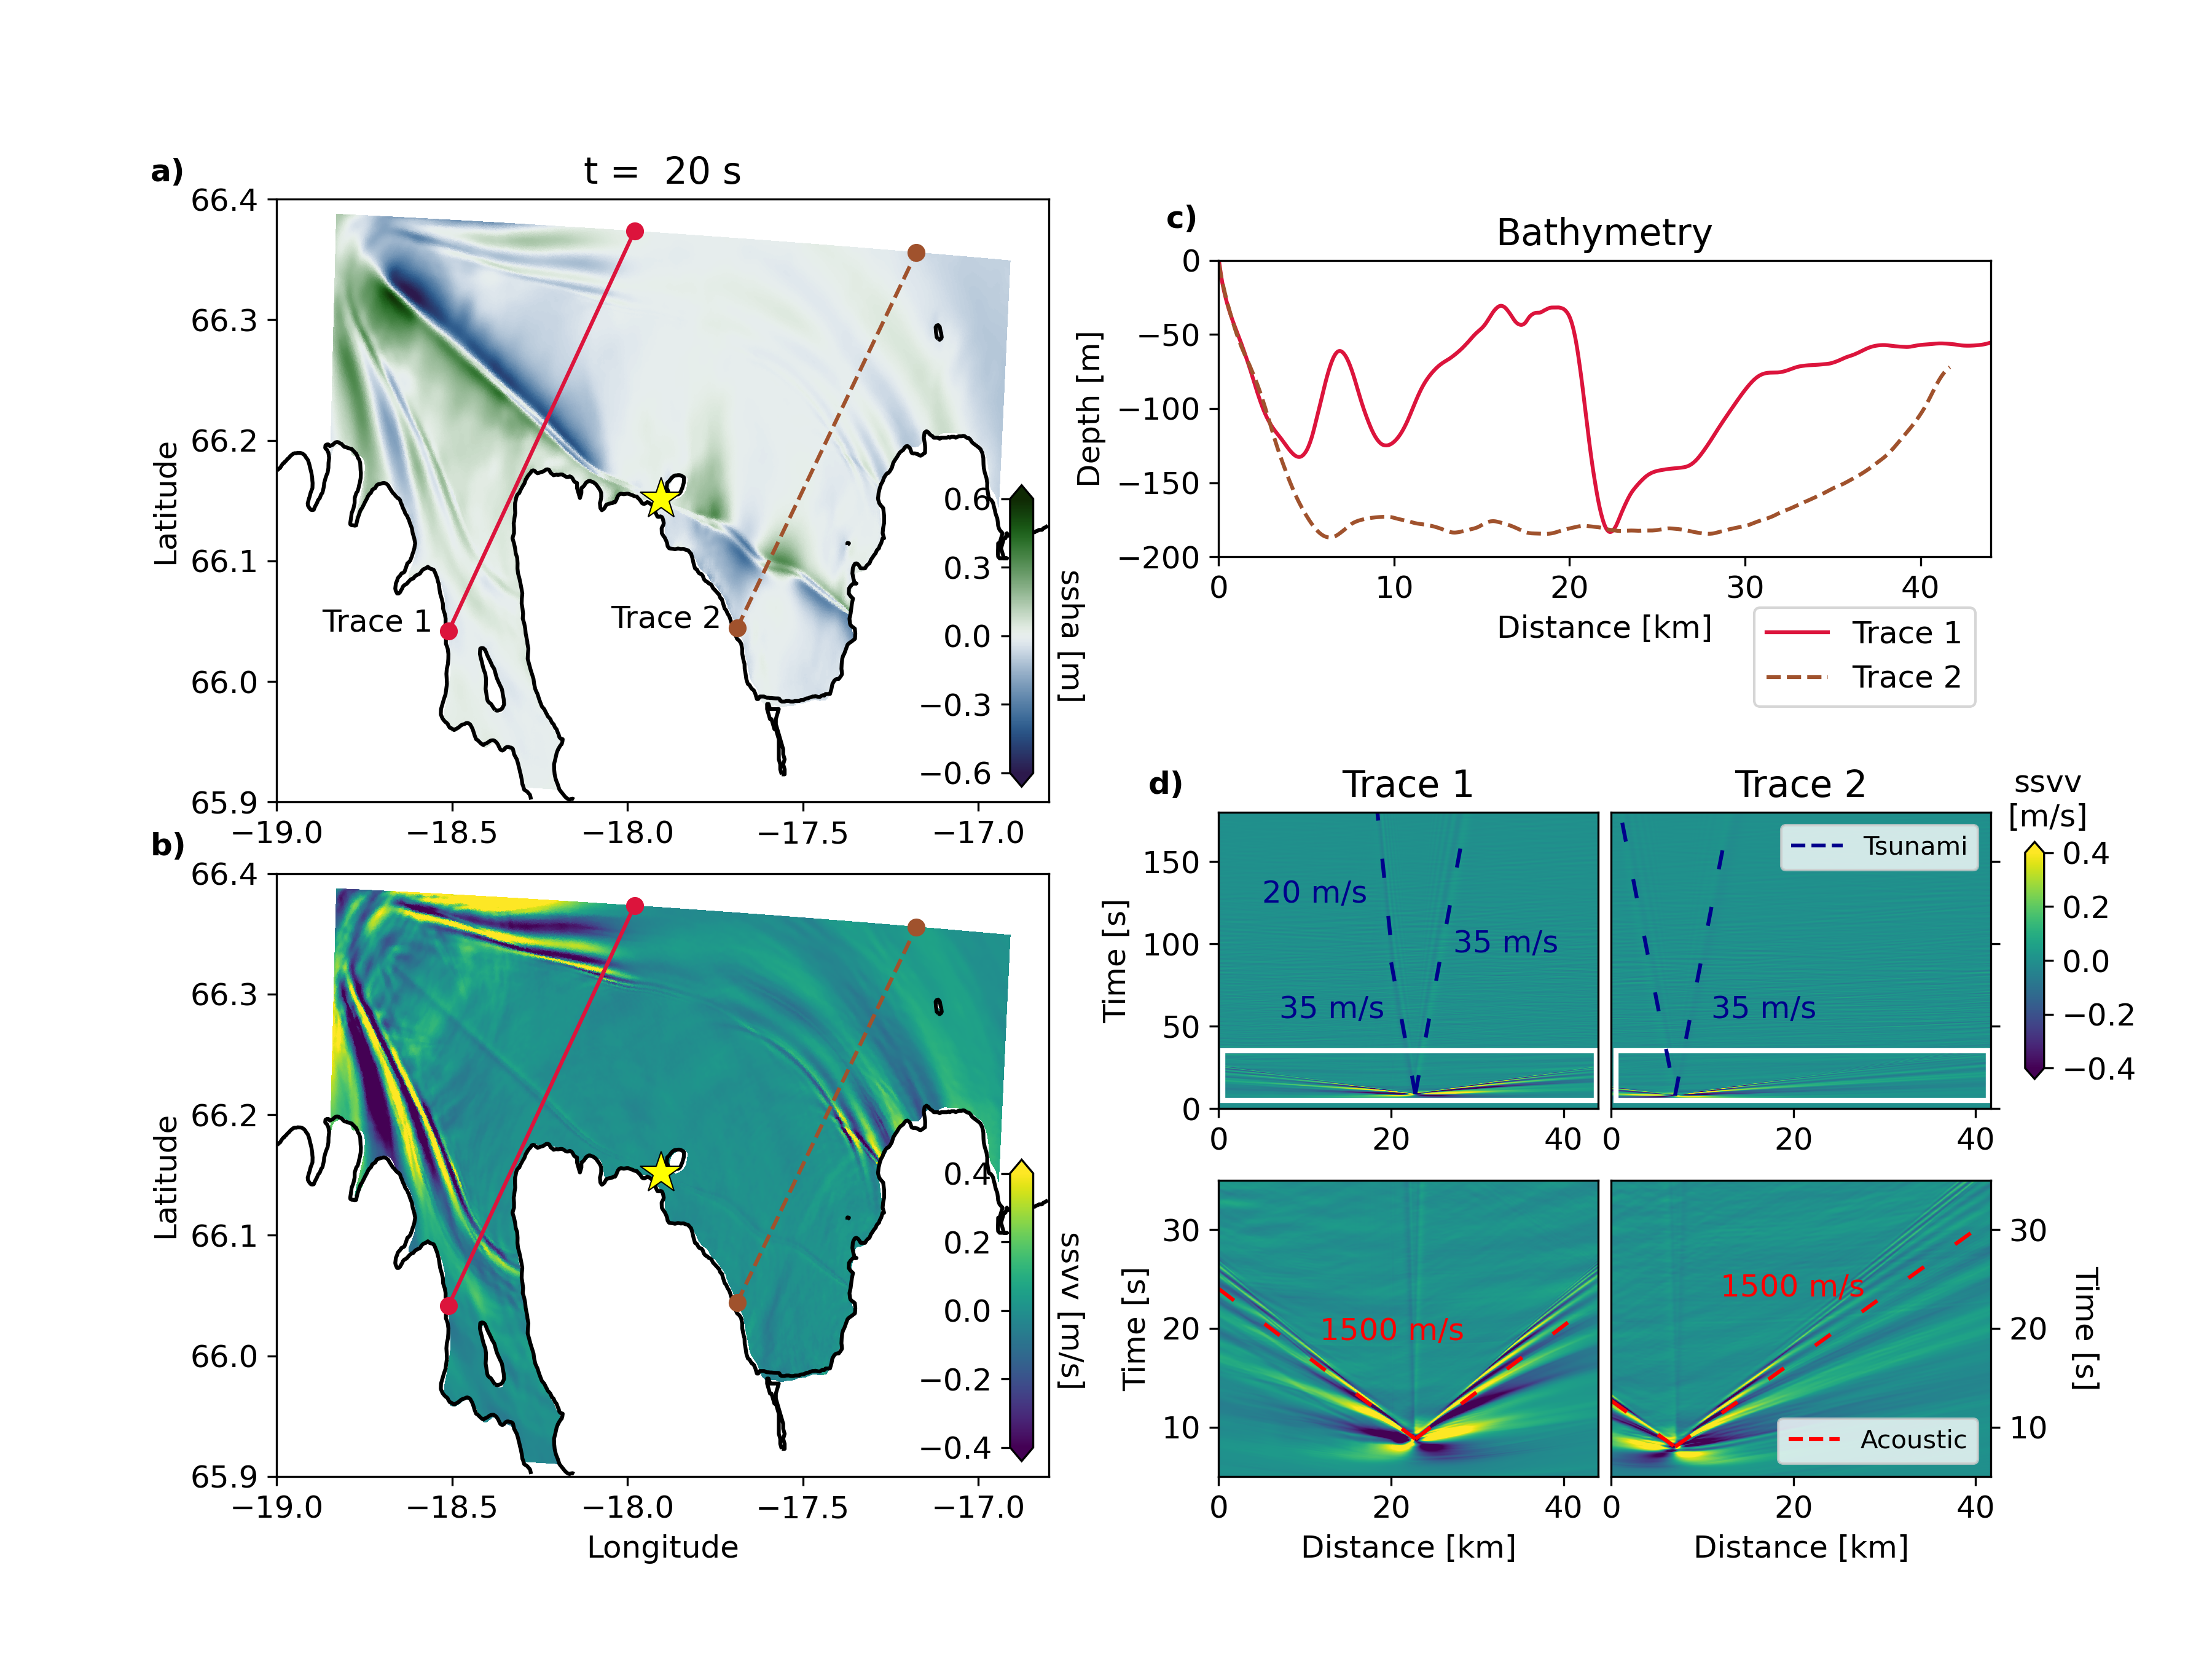 a)
t = 20 s
66.4
66.3
66.2
66.1
66.0
65.9
Latitude
−19.0 −18.5 −18.0 −17.5 −17.0
Trace 1
Trace 2
0.6
0.3
0.0
−0.3
−0.6
ssha [m]
b)
66.4
66.3
66.2
66.1
66.0
65.9
Latitude
−19.0 −18.5 −18.0 −17.5 −17.0
Longitude
0.4
0.2
0.0
−0.2
−0.4
ssvv [m/s]
c)
Bathymetry
0
−50
−100
−150
−200
Depth [m]
0 10 20 30 40
Distance [km]
Trace 1
Trace 2
d)
Trace 1
Trace 2
ssvv
[m/s]
150
100
50
0
Time [s]
20 m/s
35 m/s
35 m/s
0 20 40
Tsunami
35 m/s
0 20 40
0.4
0.2
0.0
−0.2
−0.4
30
20
10
Time [s]
1500 m/s
0 20 40
Distance [km]
1500 m/s
Acoustic
0 20 40
Distance [km]
30
20
10
Time [s]